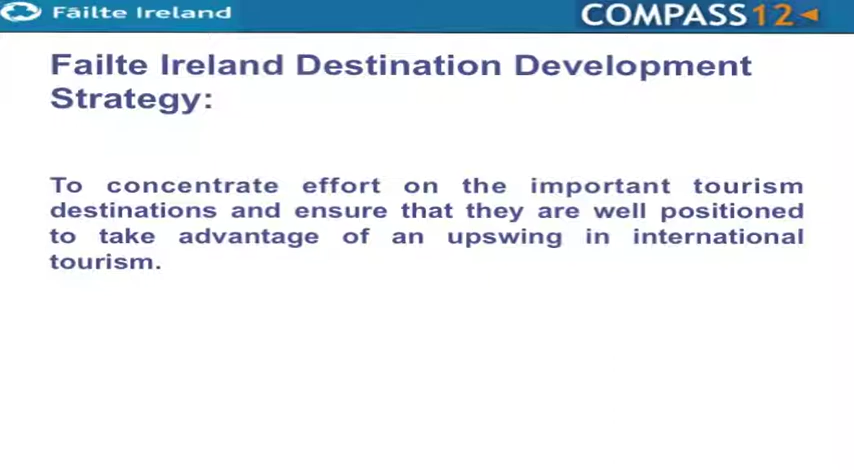 Fáilte Ireland
COMPASS12
Failte Ireland Destination Development
Strategy:
To concentrate effort on the important tourism
destinations and ensure that they are well positioned
to take advantage of an upswing in international
tourism.